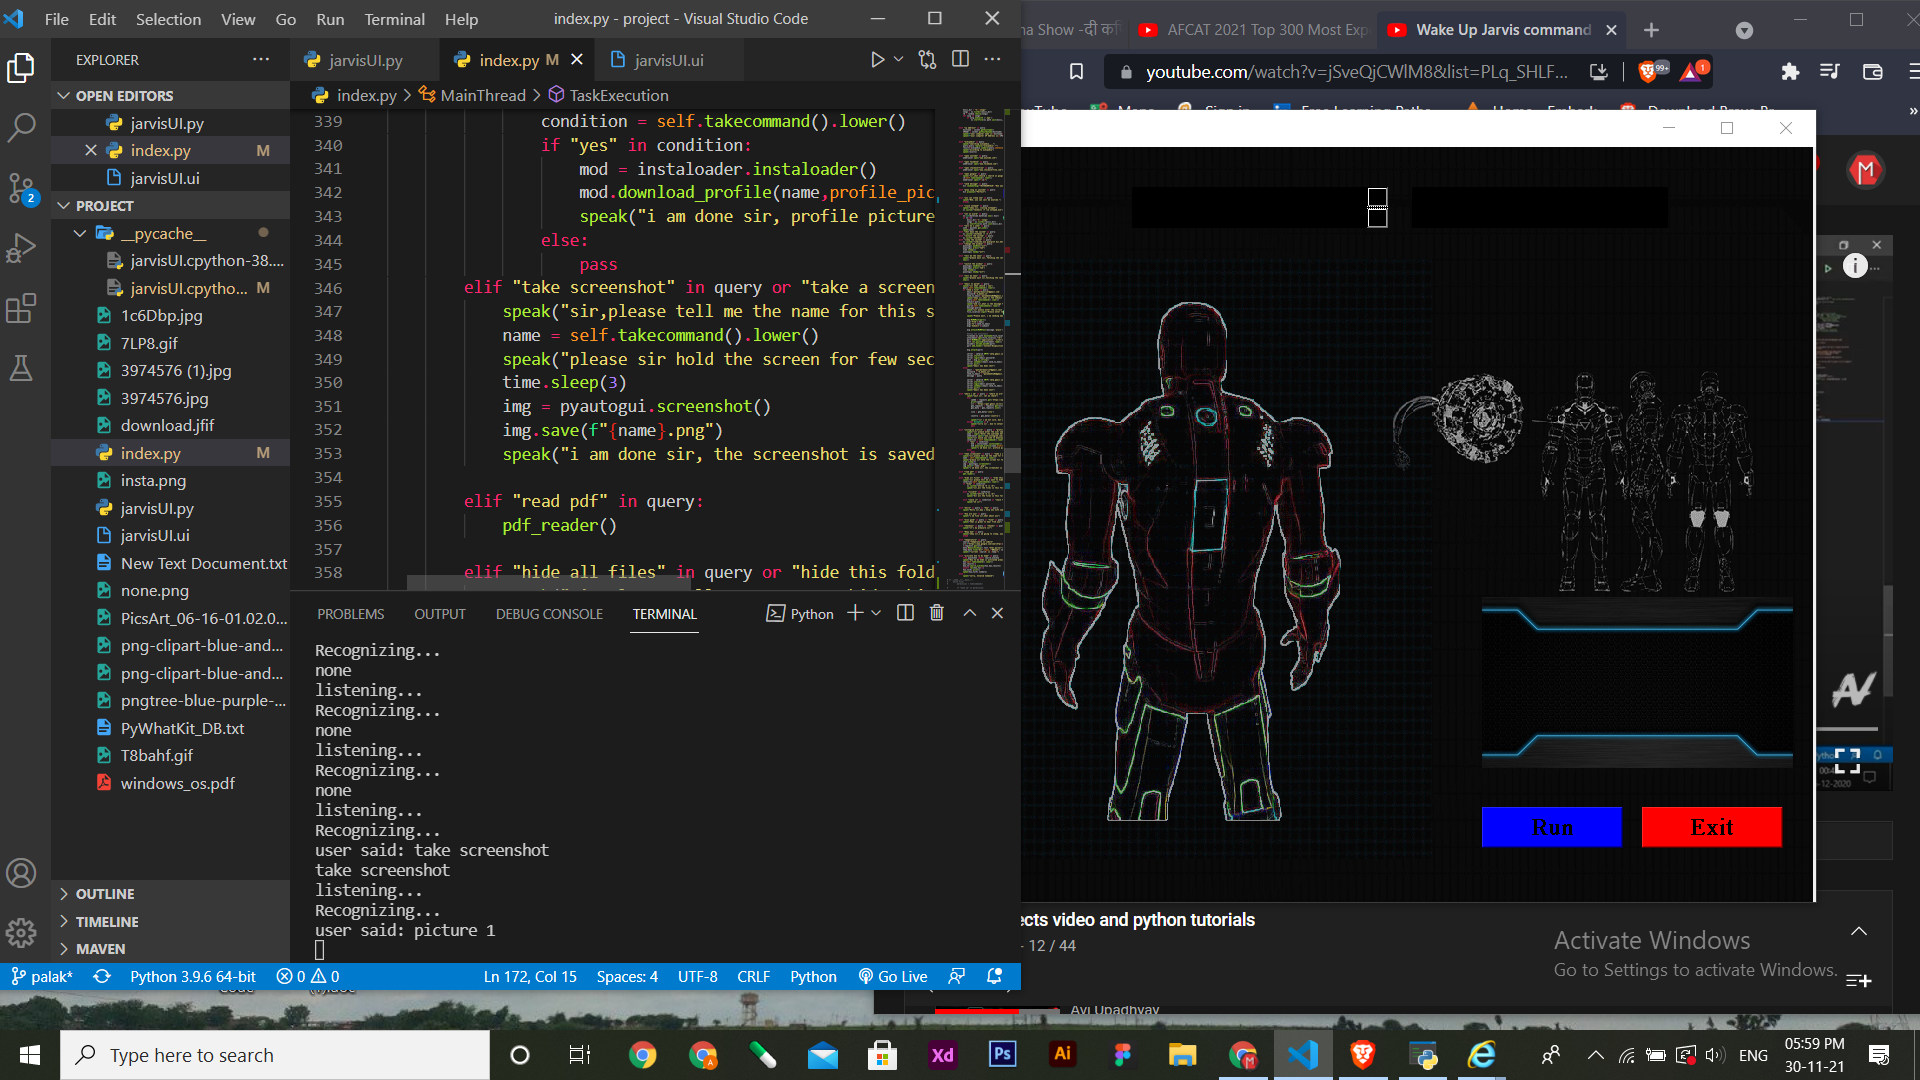 File Edit Selection View Go Run Terminal Help
index.py - project - Visual Studio Code
EXPLORER
OPEN EDITORS
jarvisUI.py
index.py M
jarvisUI.ui
PROJECT
__pycache__
jarvisUI.cpython-38....
jarvisUI.cpytho... M
1c6Dbp.jpg
7LP8.gif
3974576 (1).jpg
3974576.jpg
download.jfif
index.py M
insta.png
jarvisUI.py
jarvisUI.ui
New Text Document.txt
none.png
PicsArt_06-16-01.02.0...
png-clipart-blue-and...
png-clipart-blue-and...
pngtree-blue-purple-...
PyWhatKit_DB.txt
T8bahf.gif
windows_os.pdf
OUTLINE
TIMELINE
MAVEN
2
jarvisUI.py
index.py M
jarvisUI.ui
index.py > MainThread > TaskExecution
339 condition = self.takecommand().lower()
340 if "yes" in condition:
341 mod = instaloader.instaloader()
342 mod.download_profile(name,profile_pic
343 speak("i am done sir, profile picture
344 else:
345 pass
346 elif "take screenshot" in query or "take a screen
347 speak("sir,please tell me the name for this s
348 name = self.takecommand().lower()
349 speak("please sir hold the screen for few sec
350 time.sleep(3)
351 img = pyautogui.screenshot()
352 img.save(f"{name}.png")
353 speak("i am done sir, the screenshot is saved
354
355 elif "read pdf" in query:
356 pdf_reader()
357
358 elif "hide all files" in query or "hide this fold
PROBLEMS OUTPUT DEBUG CONSOLE TERMINAL
Python
Recognizing...
none
listening...
Recognizing...
none
listening...
Recognizing...
none
listening...
Recognizing...
user said: take screenshot
take screenshot
listening...
Recognizing...
user said: picture 1
palak* Python 3.9.6 64-bit 0 0 Ln 172, Col 15 Spaces: 4 UTF-8 CRLF Python Go Live
na Show -दी
AFCAT 2021 Top 300 Most Exp
Wake Up Jarvis command
youtube.com/watch?v=jSveQjCWlM8&list=PLq_SHLF...
99+
1
M
Run
Exit
ects video and python tutorials
- 12 / 44
Activate Windows
Go to Settings to activate Windows.
Avi Upadhyay
Type here to search
Xd
Ps
Ai
ENG
05:59 PM
30-11-21